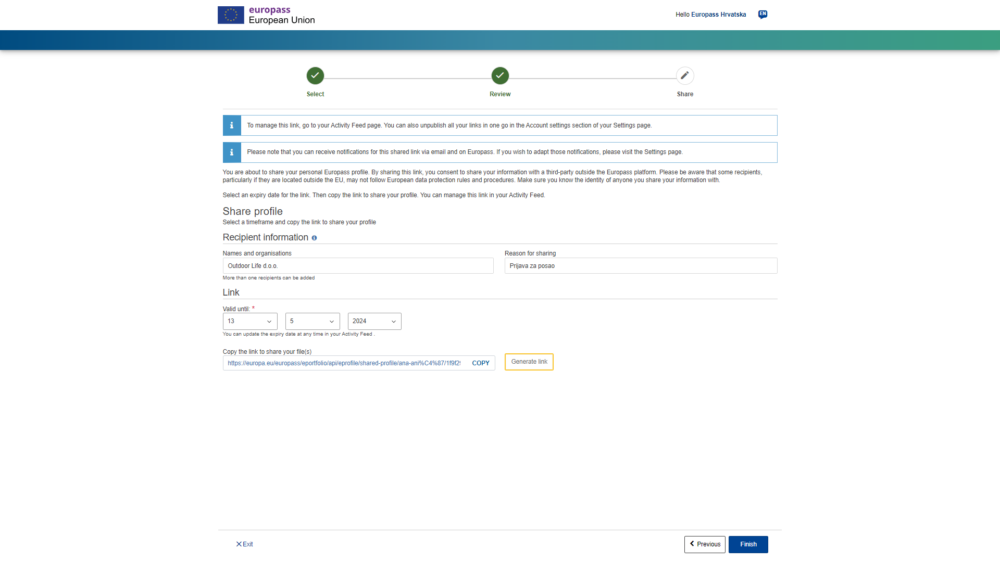 europass
European Union
Hello Europass Hrvatska
EN
Select
Review
Share
To manage this link, go to your Activity Feed page. You can also unpublish all your links in one go in the Account settings section of your Settings page.
Please note that you can receive notifications for this shared link via email and on Europass. If you wish to adapt those notifications, please visit the Settings page.
You are about to share your personal Europass profile. By sharing this link, you consent to share your information with a third-party outside the Europass platform. Please be aware that some recipients,
particularly if they are located outside the EU, may not follow European data protection rules and procedures. Make sure you know the identity of anyone you share your information with.
Select an expiry date for the link. Then copy the link to share your profile. You can manage this link in your Activity Feed.
Share profile
Select a timeframe and copy the link to share your profile
Recipient information
Names and organisations
Reason for sharing
Outdoor Life d.o.o.
Prijava za posao
More than one recipients can be added
Link
Valid until: *
13 5 2024
You can update the expiry date at any time in your Activity Feed .
Copy the link to share your file(s)
https://europa.eu/europass/eportfolio/api/eprofile/shared-profile/ana-ani%C4%87/1f9f29 COPY
Generate link
Exit
Previous
Finish